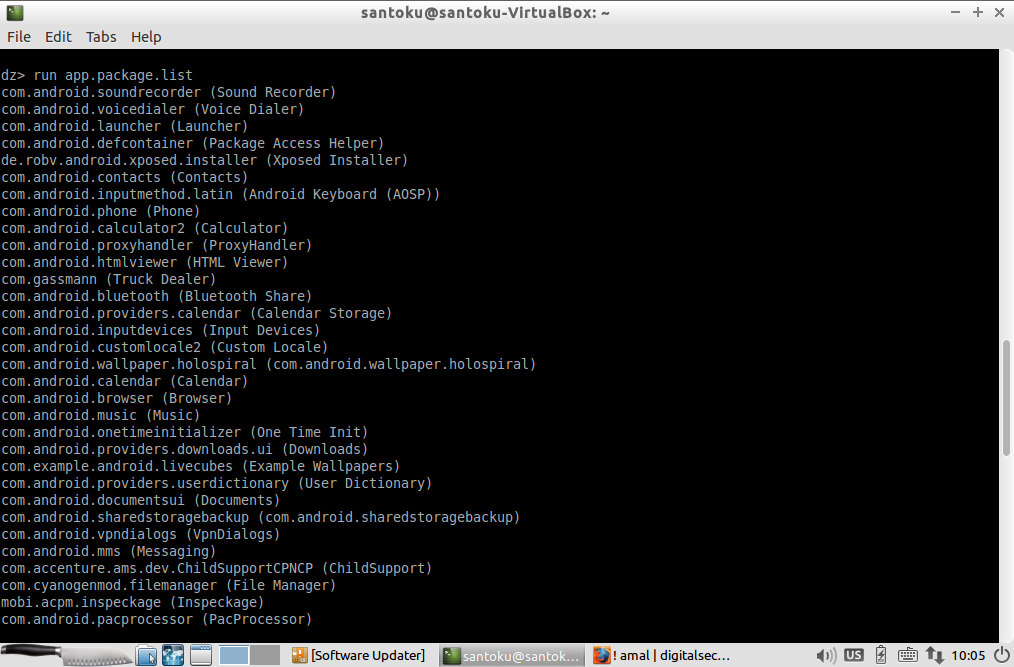 santoku@santoku-VirtualBox: ~
File Edit Tabs Help
dz> run app.package.list
com.android.soundrecorder (Sound Recorder)
com.android.voicedialer (Voice Dialer)
com.android.launcher (Launcher)
com.android.defcontainer (Package Access Helper)
de.robv.android.xposed.installer (Xposed Installer)
com.android.contacts (Contacts)
com.android.inputmethod.latin (Android Keyboard (AOSP))
com.android.phone (Phone)
com.android.calculator2 (Calculator)
com.android.proxyhandler (ProxyHandler)
com.android.htmlviewer (HTML Viewer)
com.gassmann (Truck Dealer)
com.android.bluetooth (Bluetooth Share)
com.android.providers.calendar (Calendar Storage)
com.android.inputdevices (Input Devices)
com.android.customlocale2 (Custom Locale)
com.android.wallpaper.holospiral (com.android.wallpaper.holospiral)
com.android.calendar (Calendar)
com.android.browser (Browser)
com.android.music (Music)
com.android.onetimeinitializer (One Time Init)
com.android.providers.downloads.ui (Downloads)
com.example.android.livecubes (Example Wallpapers)
com.android.providers.userdictionary (User Dictionary)
com.android.documentsui (Documents)
com.android.sharedstoragebackup (com.android.sharedstoragebackup)
com.android.vpndialogs (VpnDialogs)
com.android.mms (Messaging)
com.accenture.ams.dev.ChildSupportCPNCP (ChildSupport)
com.cyanogenmod.filemanager (File Manager)
mobi.acpm.inspeckage (Inspeckage)
com.android.pacprocessor (PacProcessor)
[Software Updater] santoku@santok... ! amal | digitalsec... US 10:05